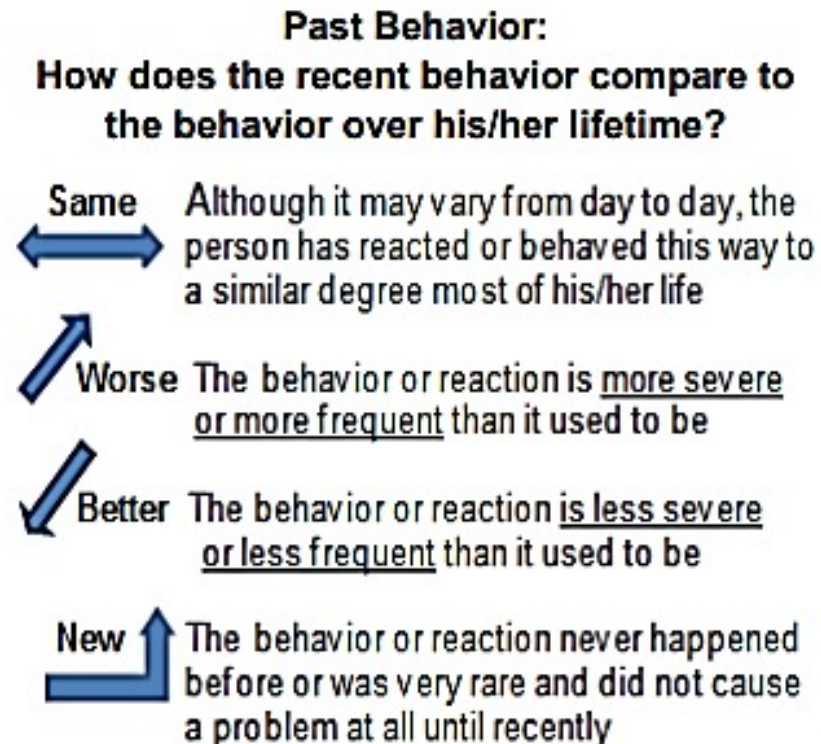 Past Behavior:
How does the recent behavior compare to
the behavior over his/her lifetime?
Same
Although it may vary from day to day, the
person has reacted or behaved this way to
a similar degree most of his/her life
Worse The behavior or reaction is more severe
or more frequent than it used to be
Better The behavior or reaction is less severe
or less frequent than it used to be
New The behavior or reaction never happened
before or was very rare and did not cause
a problem at all until recently